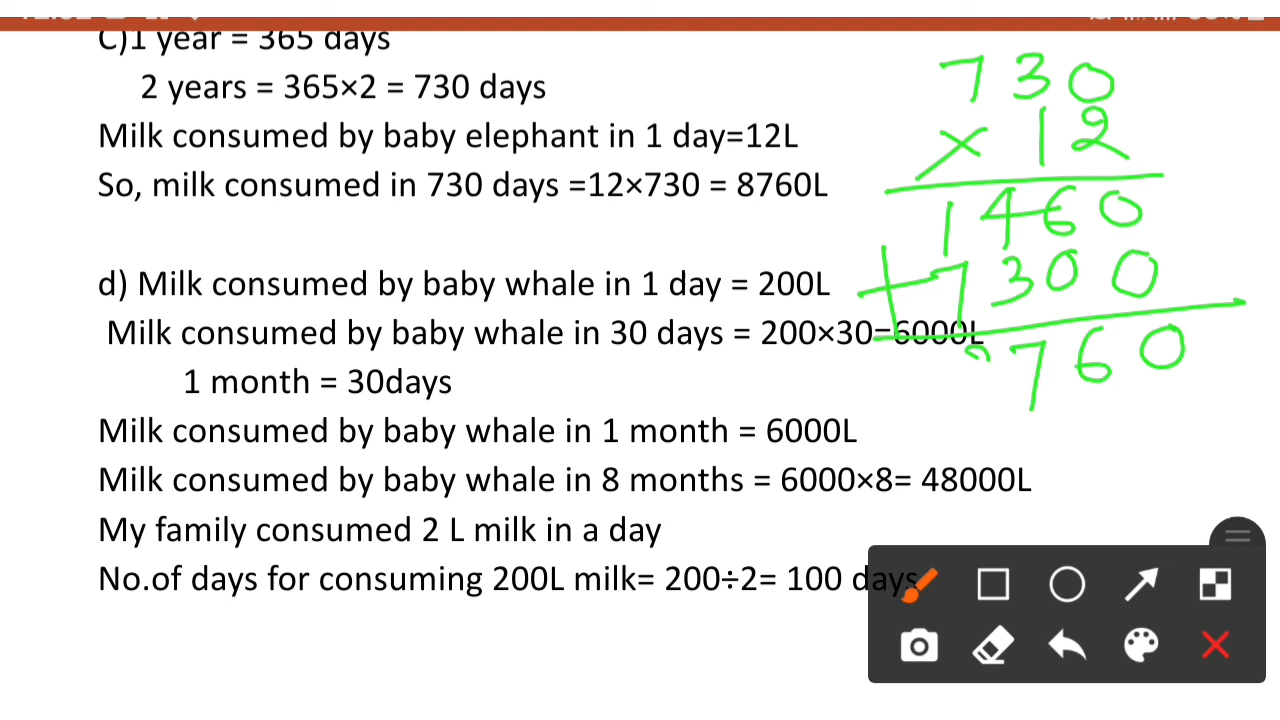 C)1 year = 365 days
2 years = 365×2 = 730 days
Milk consumed by baby elephant in 1 day=12L
So, milk consumed in 730 days =12×730 = 8760L
d) Milk consumed by baby whale in 1 day = 200L
Milk consumed by baby whale in 30 days = 200×30=6000L
1 month = 30days
Milk consumed by baby whale in 1 month = 6000L
Milk consumed by baby whale in 8 months = 6000×8= 48000L
My family consumed 2 L milk in a day
No.of days for consuming 200L milk= 200÷2= 100 days
730
× 12
1460
+7300
760